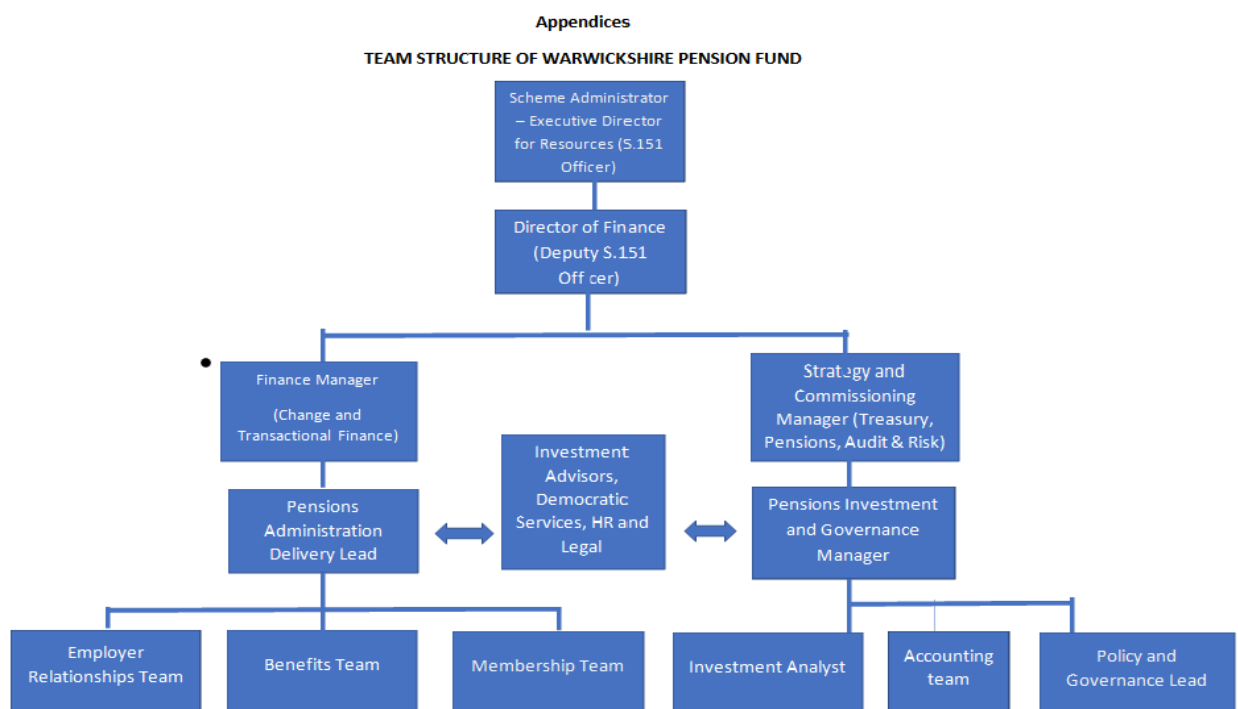 Appendices
TEAM STRUCTURE OF WARWICKSHIRE PENSION FUND
Scheme Administrator
– Executive Director
for Resources (S.151
Officer)
Director of Finance
(Deputy S.151
Off cer)
Finance Manager
(Change and
Transactional Finance)
Strategy and
Commissioning
Manager (Treasury,
Pensions, Audit & Risk)
Investment
Advisors,
Democratic
Services, HR and
Legal
Pensions
Administration
Delivery Lead
Pensions Investment
and Governance
Manager
Employer
Relationships Team
Benefits Team
Membership Team
Investment Analyst
Accounting
team
Policy and
Governance Lead